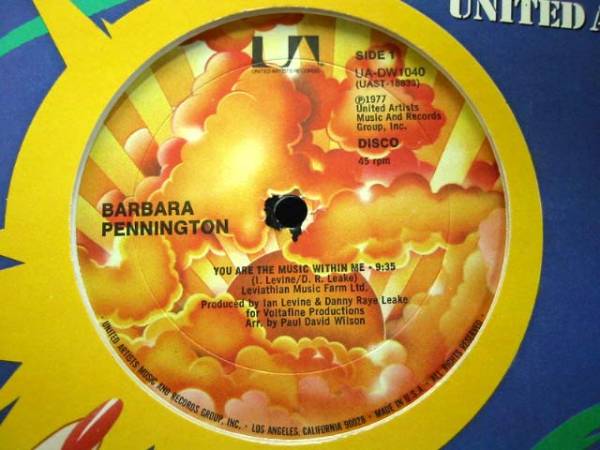 UNITED A
UA
UNITED ARTISTS RECORDS
SIDE 1
UA-DW1040
℗1977
United Artists
Music And Records
Group, Inc.
DISCO
45 rpm
BARBARA
PENNINGTON
YOU ARE THE MUSIC WITHIN ME - 9:35
(I. Levine/D. R. Leake)
Leviathian Music Farm Ltd.
Produced by Ian Levine & Danny Raye Leake
for Voltafine Productions
Arr. by Paul David Wilson
· UNITED ARTISTS MUSIC AND RECORDS GROUP, INC. · LOS ANGELES, CALIFORNIA 90028 · MADE IN U.S.A. · ALL RIGHTS RESERVED ·